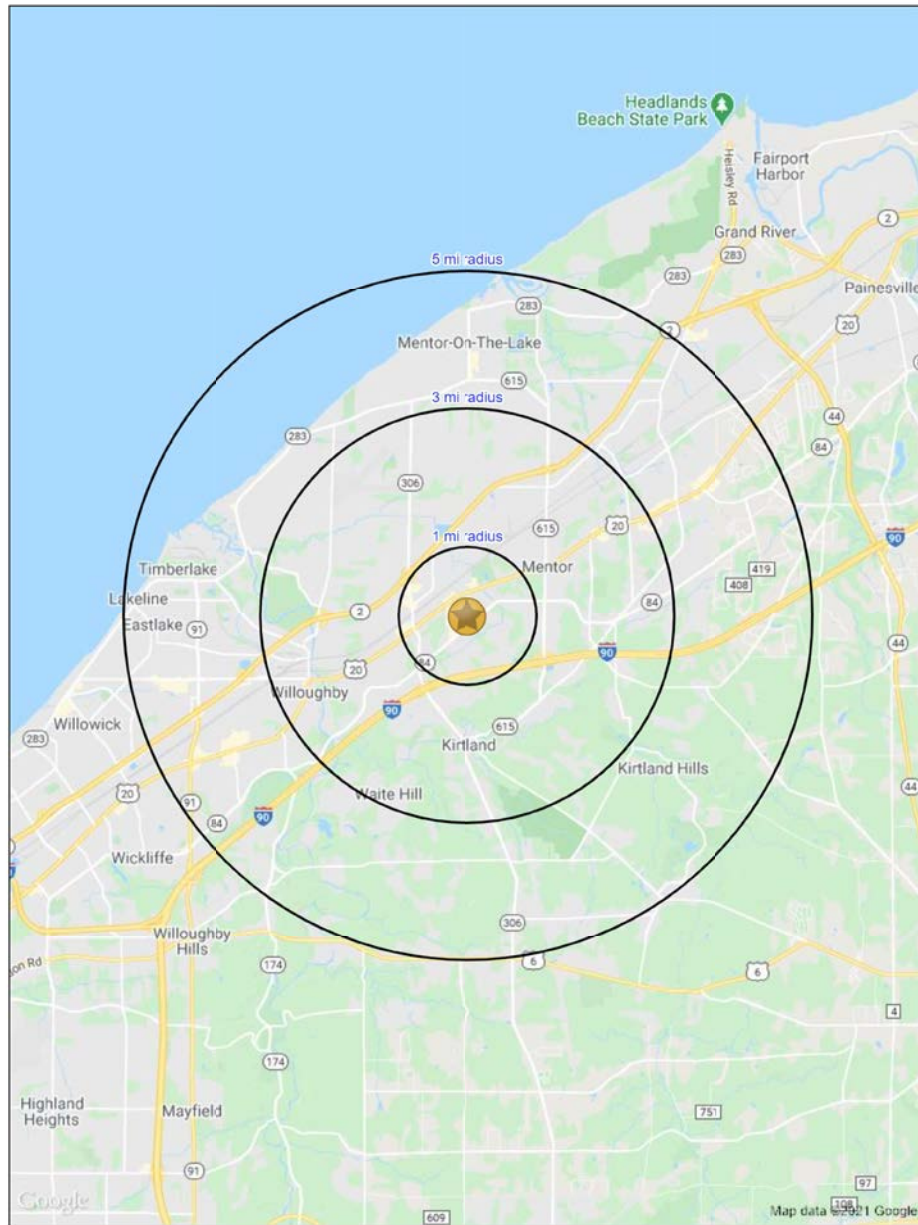 Headlands
Beach State Park
Heisley Rd
Fairport
Harbor
2
Grand River
283
5 mi radius
283
283
Painesville
2
20
Mentor-On-The-Lake
615
3 mi radius
44
283
84
306
20
615
90
1 mi radius
Mentor
419
408
Timberlake
Lakeline
Eastlake
91
2
84
44
84
20
90
Willoughby
90
Willowick
283
615
Kirtland
Kirtland Hills
20
91
Waite Hill
44
84
90
Wickliffe
306
Willoughby
Hills
174
6
6
4
174
Highland
Heights
Mayfield
751
91
97
108
609
Google
Map data ©2021 Google